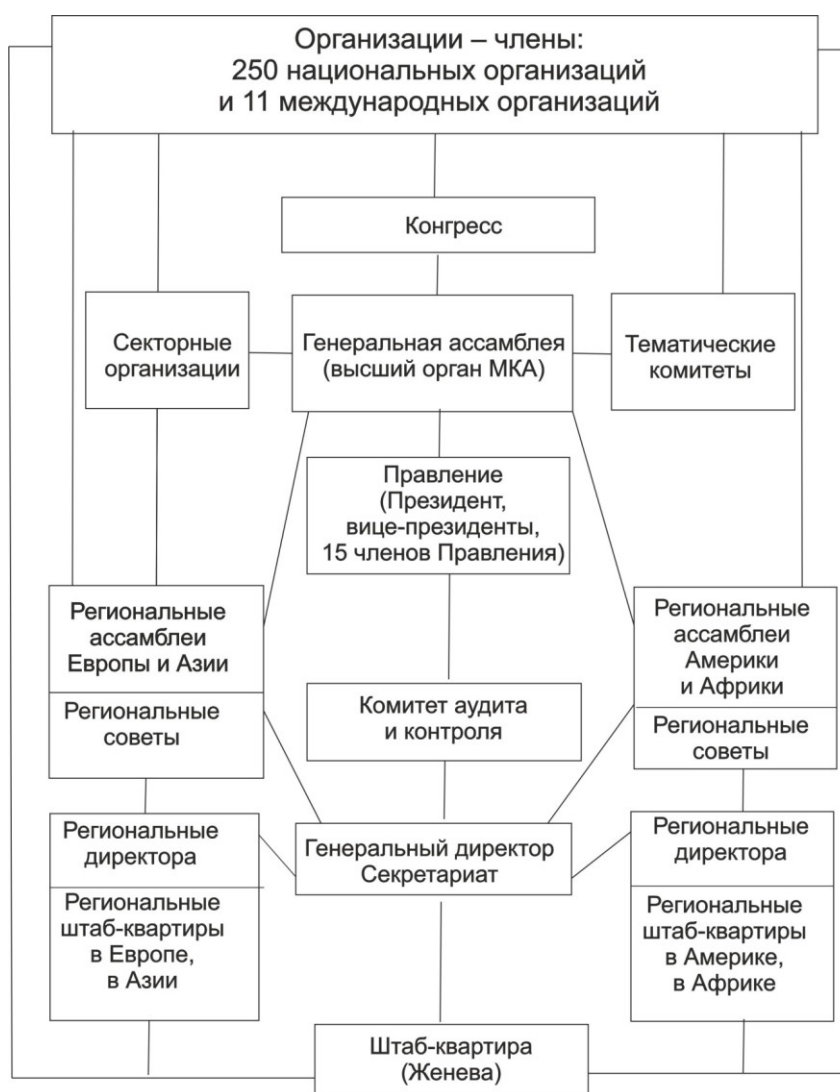 Организации – члены:
250 национальных организаций
и 11 международных организаций
Конгресс
Секторные
организации
Генеральная ассамблея
(высший орган МКА)
Тематические
комитеты
Правление
(Президент,
вице-президенты,
15 членов Правления)
Региональные
ассамблеи
Европы и Азии
Региональные
советы
Комитет аудита
и контроля
Региональные
ассамблеи
Америки
и Африки
Региональные
советы
Региональные
директора
Региональные
штаб-квартиры
в Европе,
в Азии
Генеральный директор
Секретариат
Региональные
директора
Региональные
штаб-квартиры
в Америке,
в Африке
Штаб-квартира
(Женева)